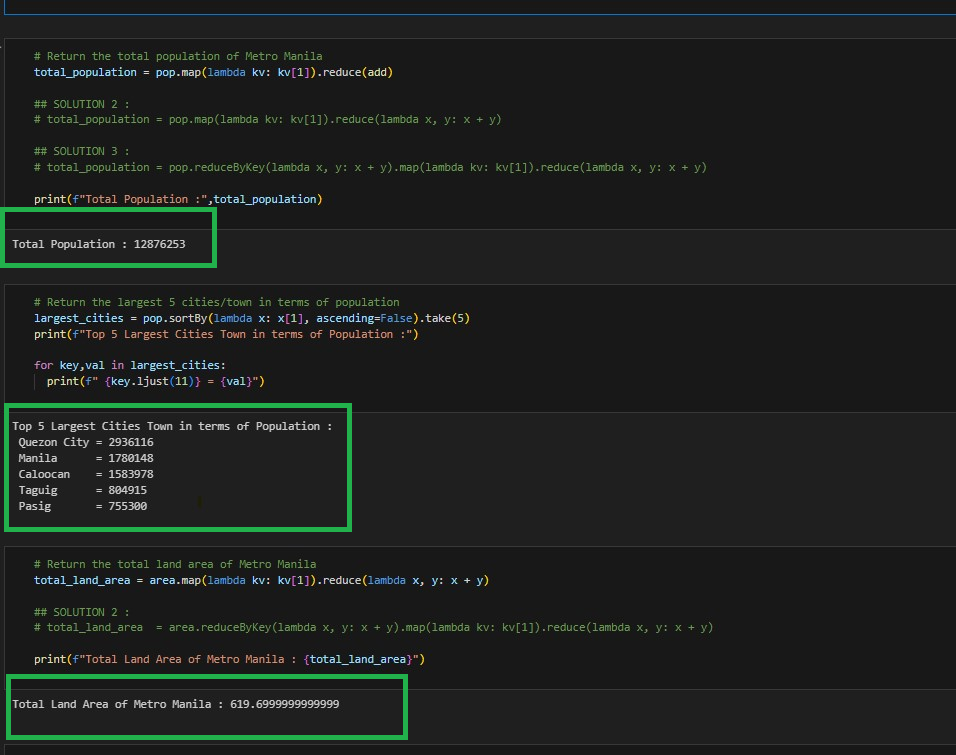 # Return the total population of Metro Manila
total_population = pop.map(lambda kv: kv[1]).reduce(add)
## SOLUTION 2 :
# total_population = pop.map(lambda kv: kv[1]).reduce(lambda x, y: x + y)
## SOLUTION 3 :
# total_population = pop.reduceByKey(lambda x, y: x + y).map(lambda kv: kv[1]).reduce(lambda x, y: x + y)
print(f"Total Population :",total_population)
Total Population : 12876253
# Return the largest 5 cities/town in terms of population
largest_cities = pop.sortBy(lambda x: x[1], ascending=False).take(5)
print(f"Top 5 Largest Cities Town in terms of Population :")
for key,val in largest_cities:
  print(f" {key.ljust(11)} = {val}")
Top 5 Largest Cities Town in terms of Population :
 Quezon City = 2936116
 Manila      = 1780148
 Caloocan    = 1583978
 Taguig      = 804915
 Pasig       = 755300
# Return the total land area of Metro Manila
total_land_area = area.map(lambda kv: kv[1]).reduce(lambda x, y: x + y)
## SOLUTION 2 :
# total_land_area  = area.reduceByKey(lambda x, y: x + y).map(lambda kv: kv[1]).reduce(lambda x, y: x + y)
print(f"Total Land Area of Metro Manila : {total_land_area}")
Total Land Area of Metro Manila : 619.6999999999999